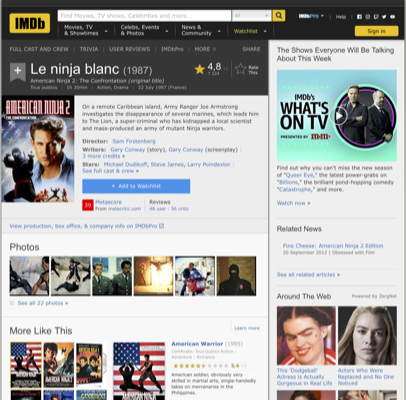 IMDb
Find Movies, TV shows, Celebrities and more...
All
IMDbPro
Help
Movies, TV
& Showtimes
Celebs, Events
& Photos
News &
Community
Watchlist
Sign in
FULL CAST AND CREW | TRIVIA | USER REVIEWS | IMDbPro | MORE
SHARE
Le ninja blanc (1987)
American Ninja 2: The Confrontation (original title)
Tous publics | 1h 30min | Action, Drama | 22 July 1987 (France)
4,8
Rate
This
AMERICAN NINJA
On a remote Caribbean island, Army Ranger Joe Armstrong
investigates the disappearance of several marines, which leads him
to The Lion, a super-criminal who has kidnapped a local scientist
and mass-produced an army of mutant Ninja warriors.
Director: Sam Firstenberg
Writers: Gary Conway (story), Gary Conway (screenplay) |
3 more credits »
Stars: Michael Dudikoff, Steve James, Larry Poindexter |
See full cast & crew »
+ Add to Watchlist
39
Metascore
From metacritic.com
Reviews
49 user | 56 critic
View production, box office, & company info on IMDbPro
Photos
See all 22 photos »
More Like This
Learn more
American Warrior (1985)
Action |
Adventure | Romance
5,4
American soldier, obviously very
skilled in martial arts, single-handedly
takes on mercenaries in the
Philippines.
The Shows Everyone Will Be Talking
About This Week
IMDb's
WHAT'S
ON TV
PRESENTED BY
Find out why you can't miss the new season
of "Queer Eye," the latest power-grabs on
"Billions," the brilliant pond-hopping comedy
"Catastrophe," and more.
Watch now »
Related News
Fine Cheese: American Ninja 2 Edition
20 September 2012 | Obsessed with Film
See all related articles »
Around The Web
Powered by ZergNet
This 'Dodgeball'
Actress is Actually
Gorgeous in Real Life
Actors Who Were
Replaced and No One
Noticed